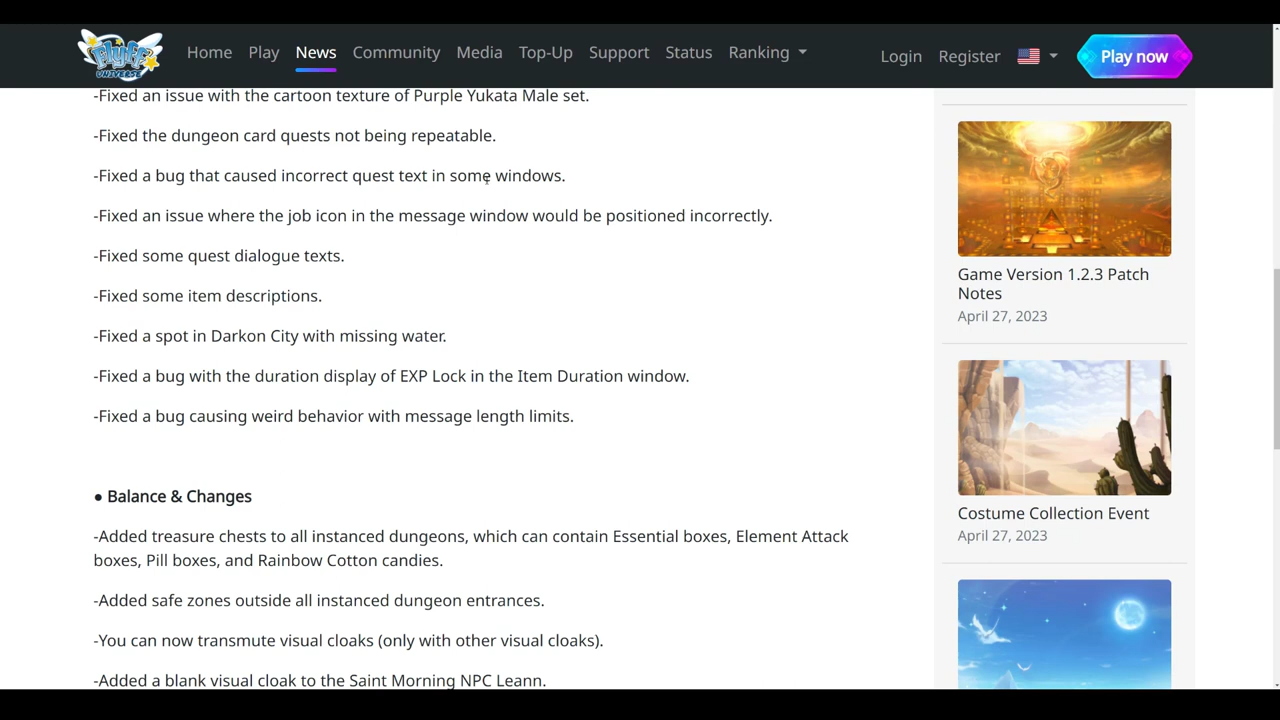 Flyff
UNIVERSE
Home
Play
News
Community
Media
Top-Up
Support
Status
Ranking
Login
Register
Play now
-Fixed an issue with the cartoon texture of Purple Yukata Male set.
-Fixed the dungeon card quests not being repeatable.
-Fixed a bug that caused incorrect quest text in some windows.
-Fixed an issue where the job icon in the message window would be positioned incorrectly.
-Fixed some quest dialogue texts.
-Fixed some item descriptions.
-Fixed a spot in Darkon City with missing water.
-Fixed a bug with the duration display of EXP Lock in the Item Duration window.
-Fixed a bug causing weird behavior with message length limits.
● Balance & Changes
-Added treasure chests to all instanced dungeons, which can contain Essential boxes, Element Attack
boxes, Pill boxes, and Rainbow Cotton candies.
-Added safe zones outside all instanced dungeon entrances.
-You can now transmute visual cloaks (only with other visual cloaks).
-Added a blank visual cloak to the Saint Morning NPC Leann.
Game Version 1.2.3 Patch
Notes
April 27, 2023
Costume Collection Event
April 27, 2023